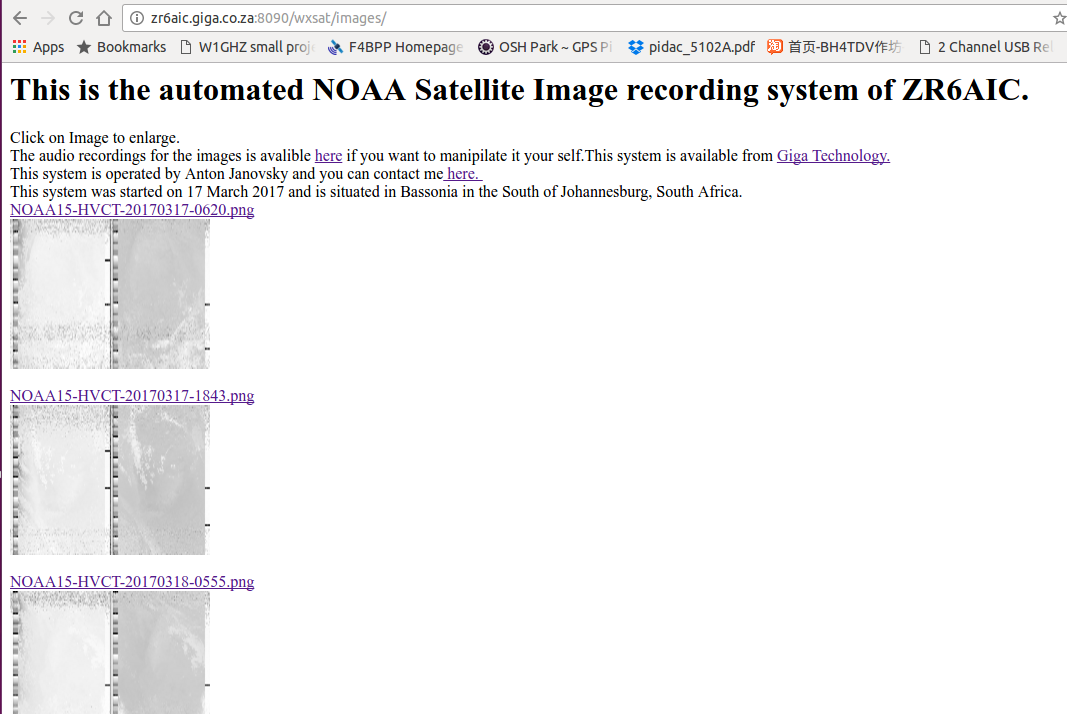 zr6aic.giga.co.za:8090/wxsat/images/
Apps Bookmarks W1GHZ small proj F4BPP Homepage OSH Park ~ GPS Pi pidac_5102A.pdf 首页-BH4TDV作坊 2 Channel USB Rel
This is the automated NOAA Satellite Image recording system of ZR6AIC.
Click on Image to enlarge.
The audio recordings for the images is avalible here if you want to manipilate it your self.This system is available from Giga Technology.
This system is operated by Anton Janovsky and you can contact me here.
This system was started on 17 March 2017 and is situated in Bassonia in the South of Johannesburg, South Africa.
NOAA15-HVCT-20170317-0620.png
NOAA15-HVCT-20170317-1843.png
NOAA15-HVCT-20170318-0555.png